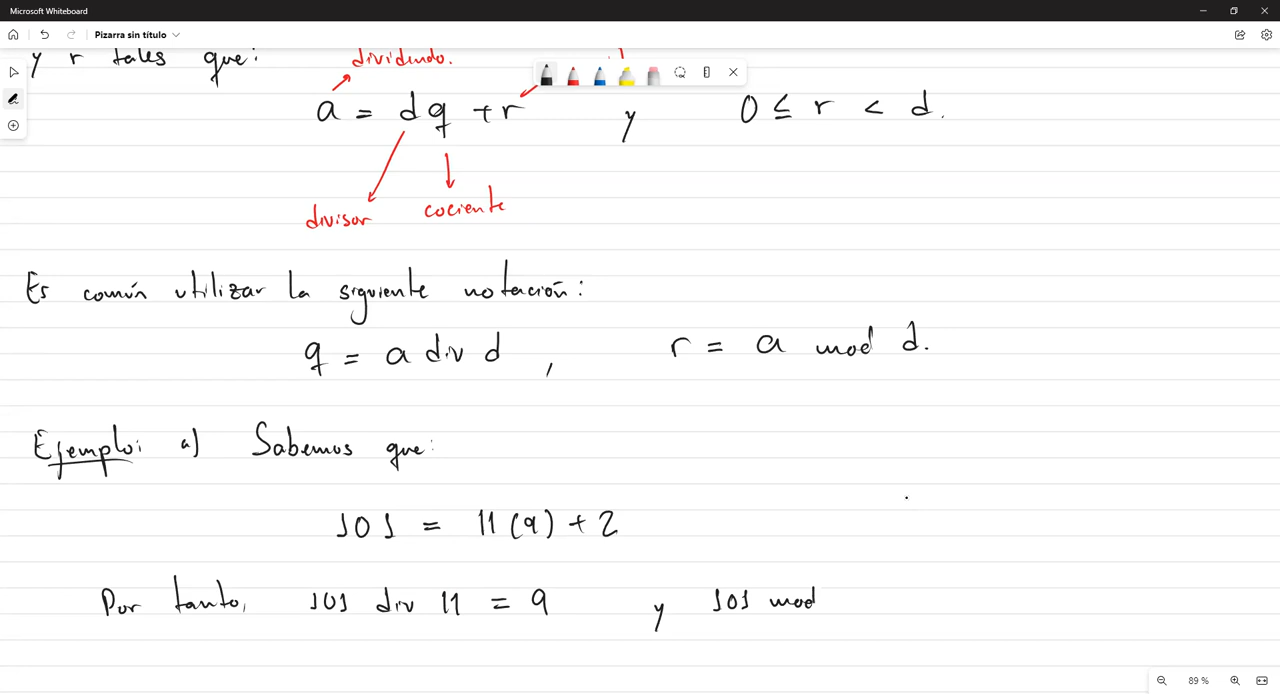 Microsoft Whiteboard
Pizarra sin título
y r tales que: dividendo.
a = dq + r y 0 ≤ r < d.
divisor cociente
Es común utilizar la siguiente notación:
q = a div d , r = a mod d.
Ejemplo: a) Sabemos que:
101 = 11(9) + 2
Por tanto, 101 div 11 = 9 y 101 mod
89 %